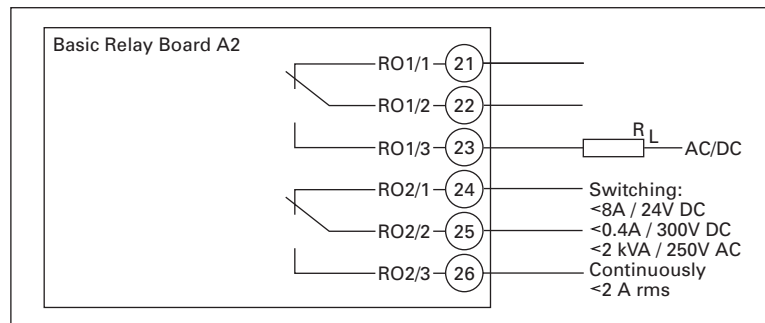 Basic Relay Board A2
RO1/1 21
RO1/2 22
RO1/3 23 RL AC/DC
RO2/1 24 Switching:
<8A / 24V DC
RO2/2 25 <0.4A / 300V DC
<2 kVA / 250V AC
RO2/3 26 Continuously
<2 A rms